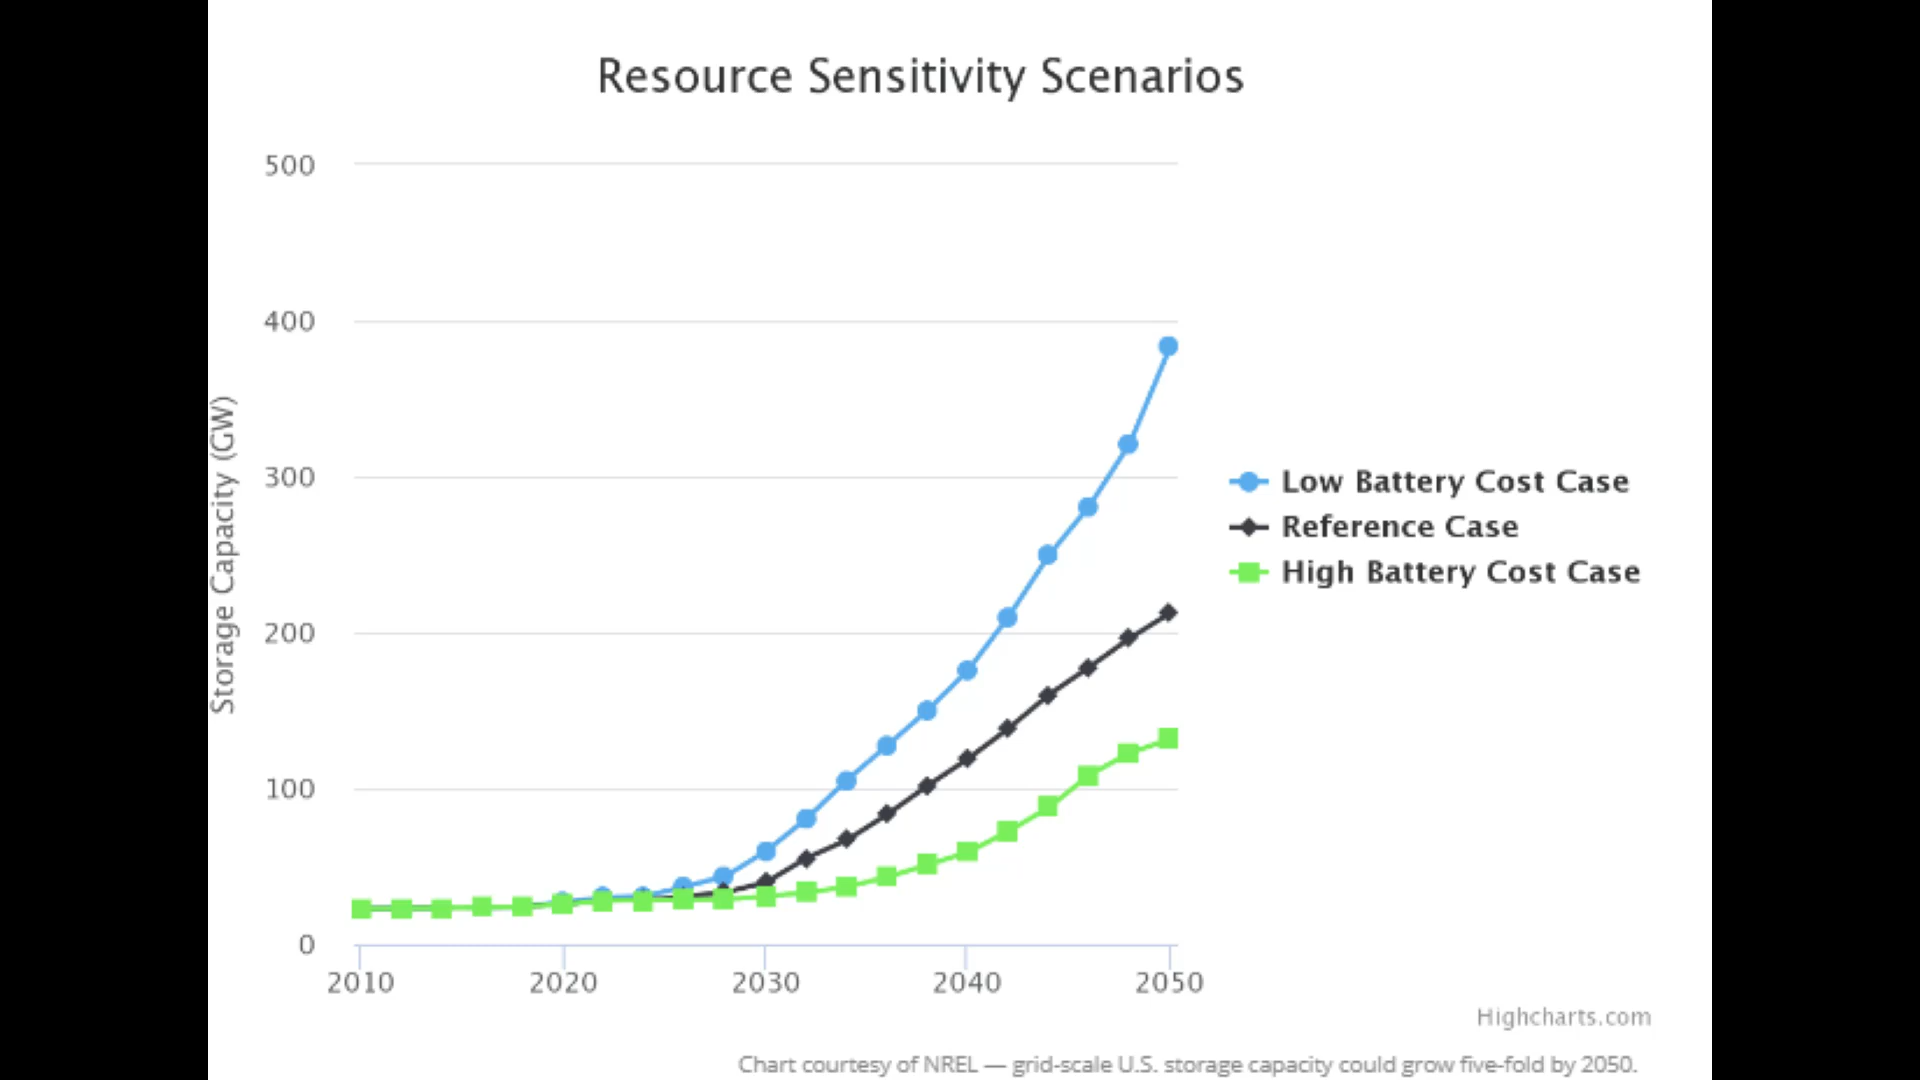 Resource Sensitivity Scenarios
500
400
300
200
100
0
Storage Capacity (GW)
2010 2020 2030 2040 2050
Low Battery Cost Case
Reference Case
High Battery Cost Case
Highcharts.com
Chart courtesy of NREL — grid-scale U.S. storage capacity could grow five-fold by 2050.